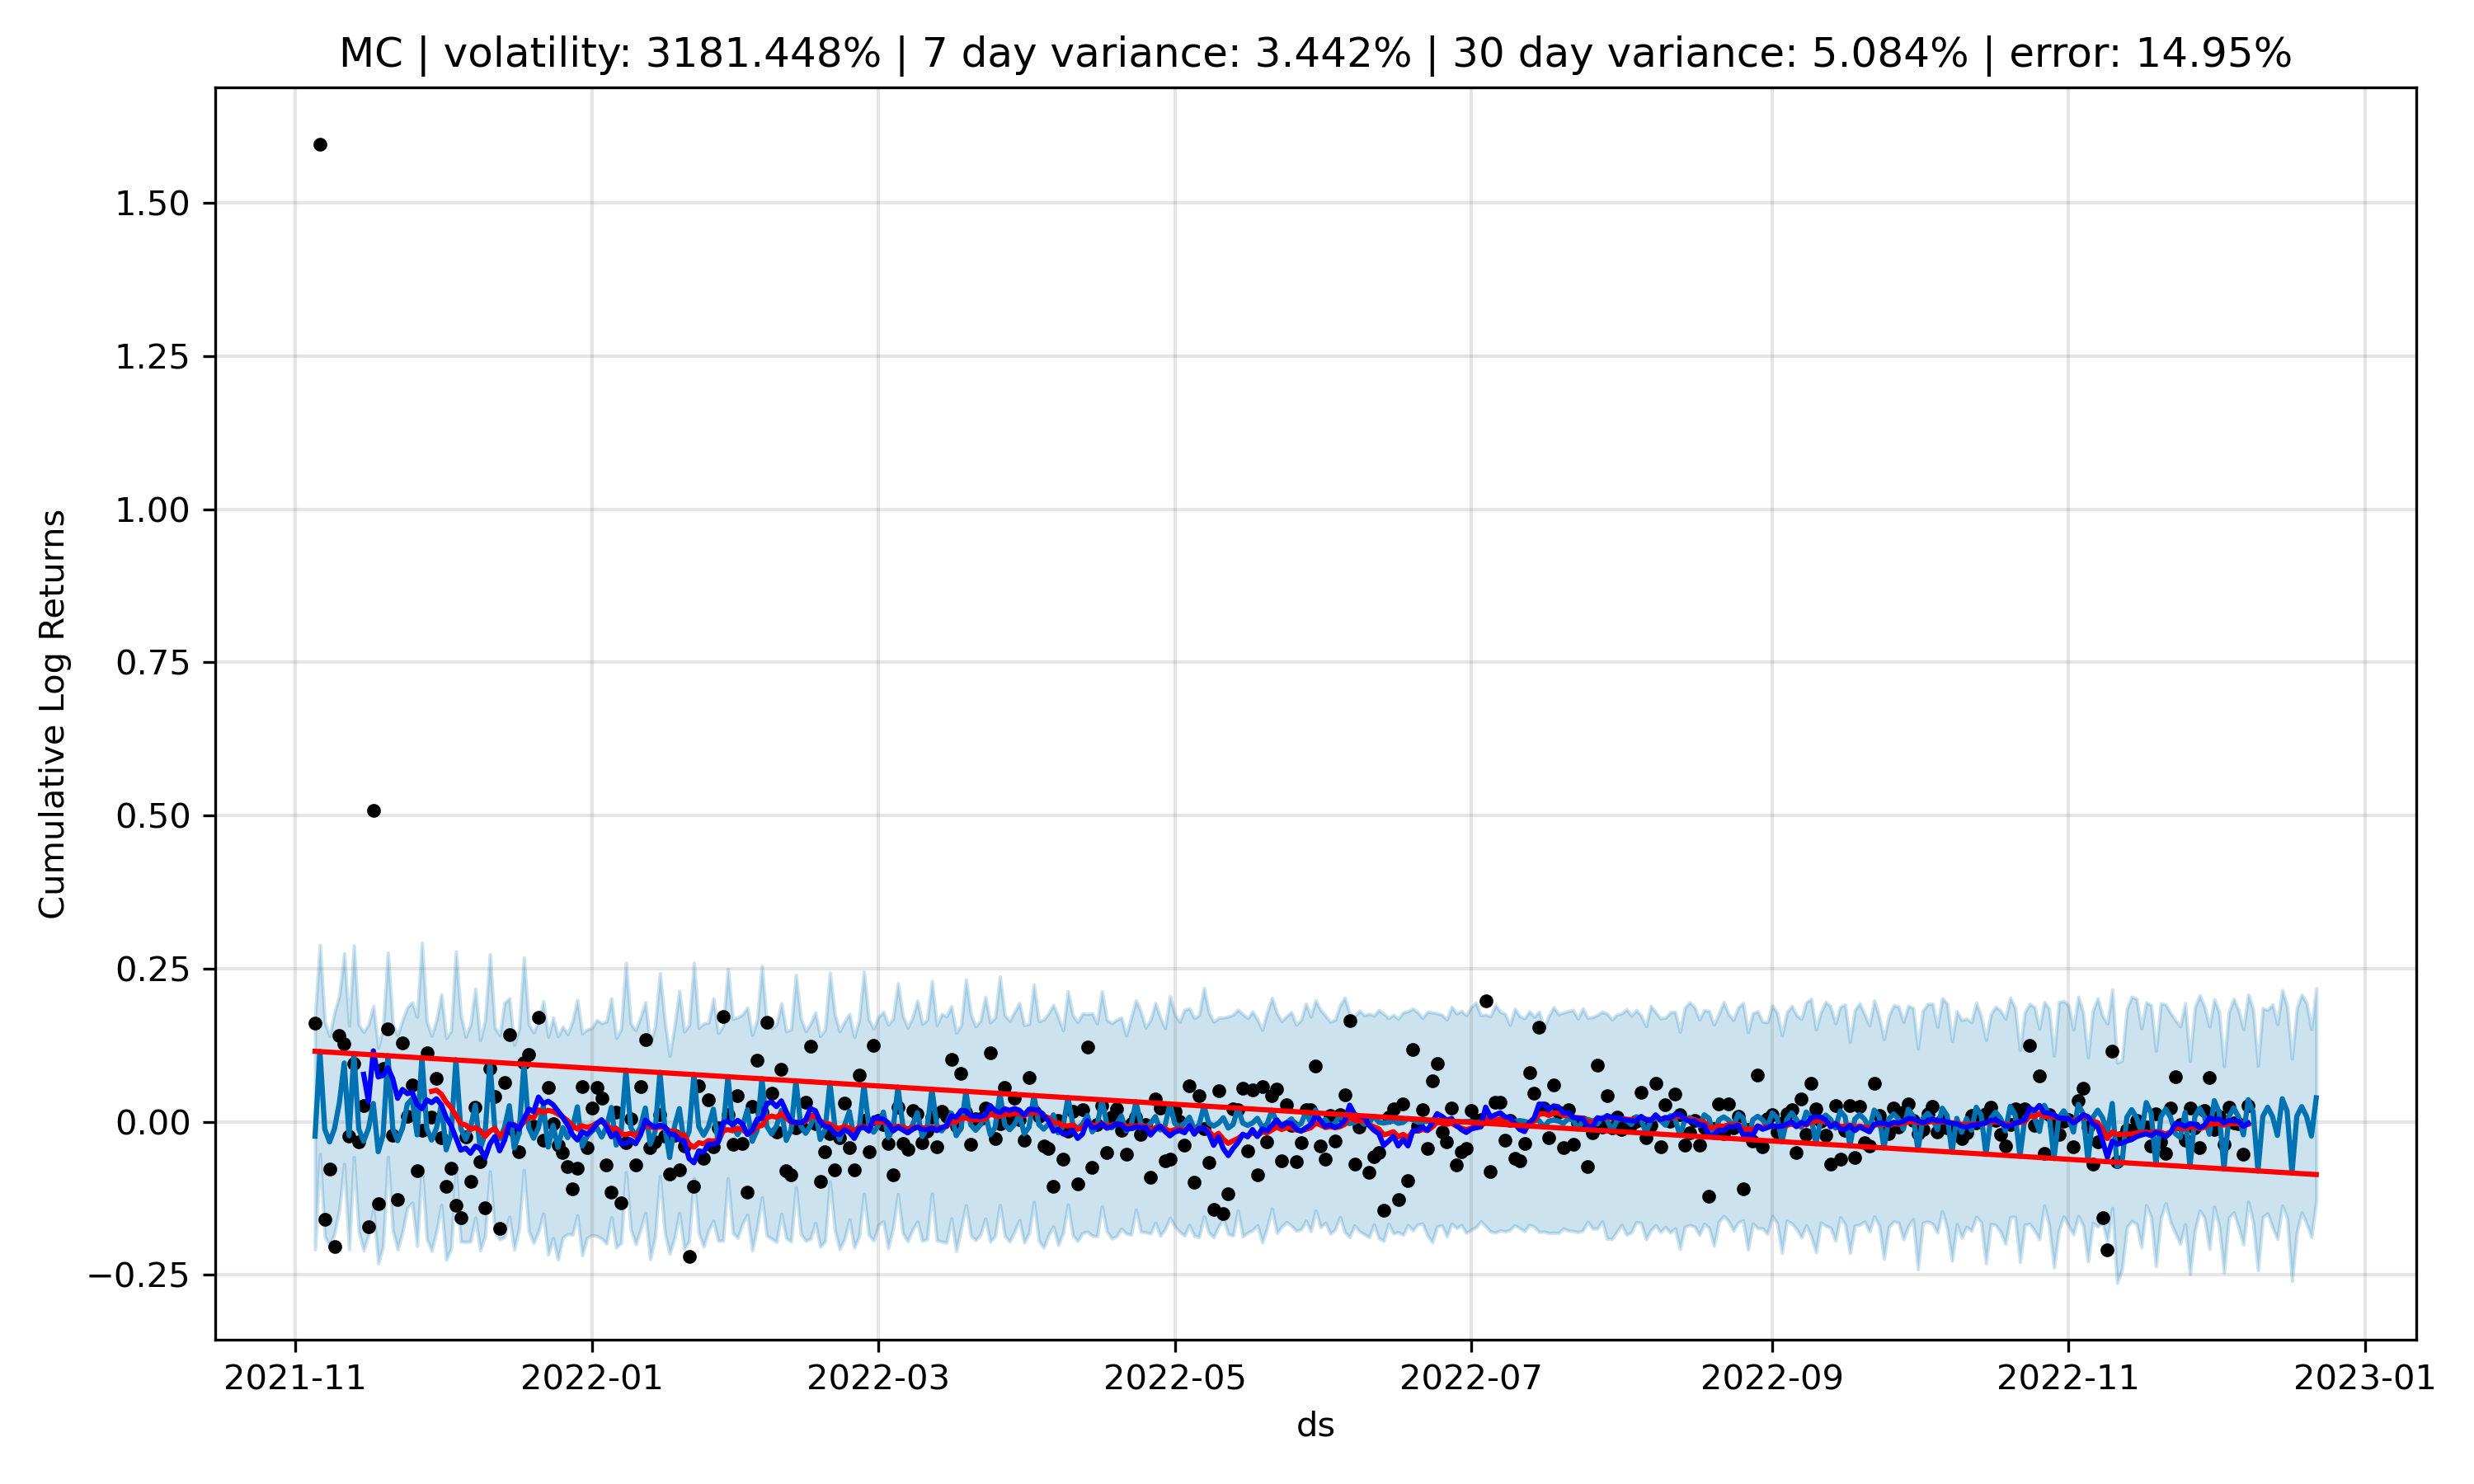 MC | volatility: 3181.448% | 7 day variance: 3.442% | 30 day variance: 5.084% | error: 14.95%
1.50
1.25
1.00
0.75
0.50
0.25
0.00
−0.25
Cumulative Log Returns
2021-11 2022-01 2022-03 2022-05 2022-07 2022-09 2022-11 2023-01
ds